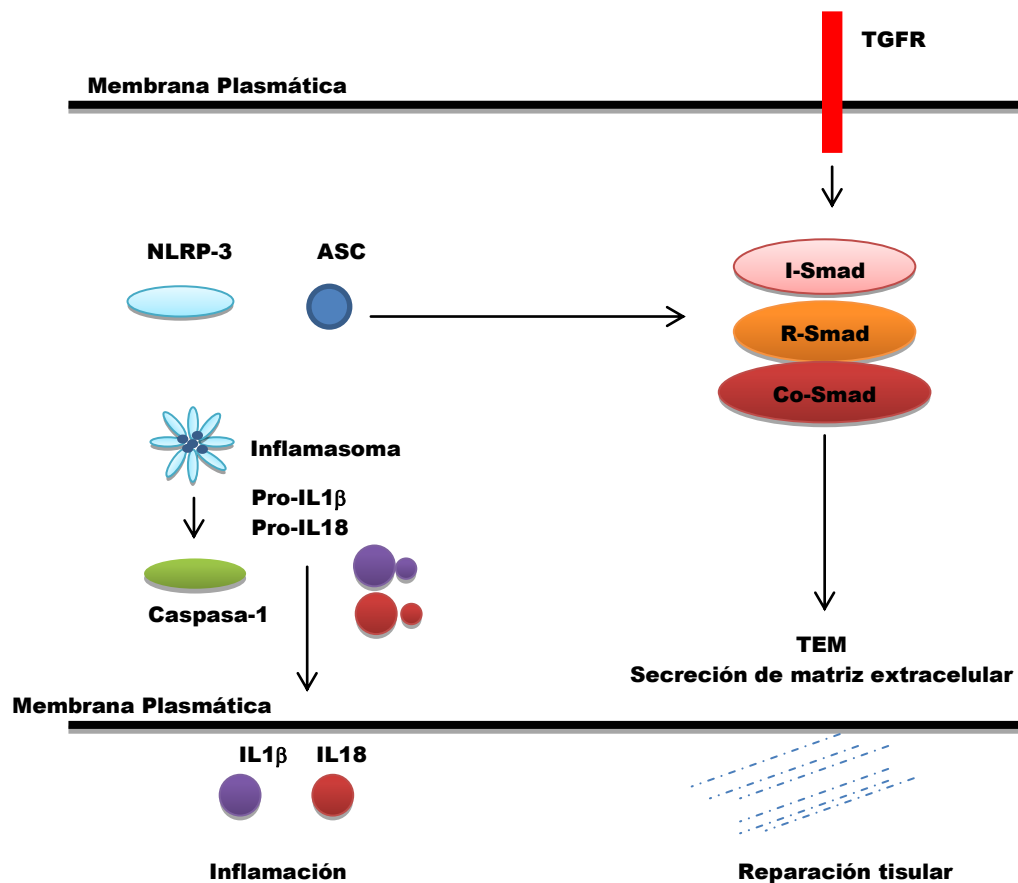 TGFR
Membrana Plasmática
NLRP-3
ASC
I-Smad
R-Smad
Co-Smad
Inflamasoma
Pro-IL1β
Pro-IL18
Caspasa-1
TEM
Secreción de matriz extracelular
Membrana Plasmática
IL1β
IL18
Inflamación
Reparación tisular